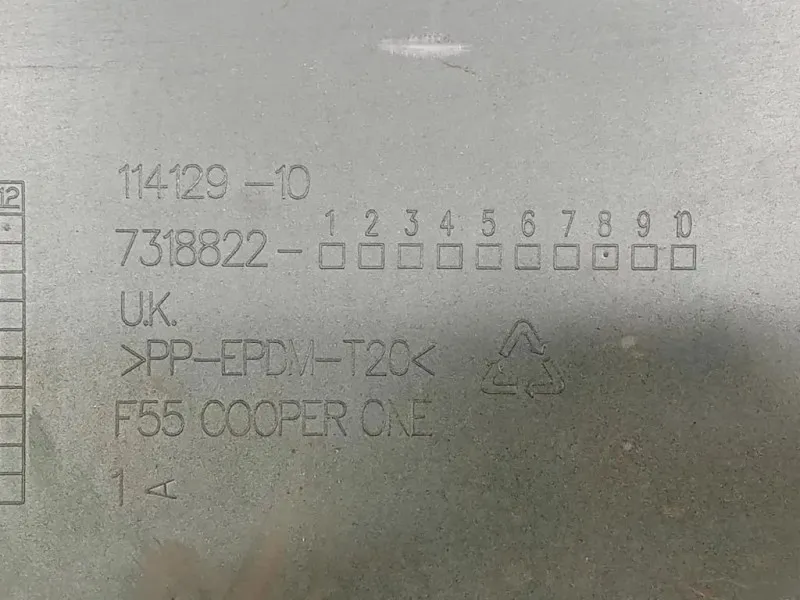 12
114129-10
1 2 3 4 5 6 7 8 9 10
7318822-
U.K.
>PP-EPDM-T20<
F55 COOPER ONE
1 A